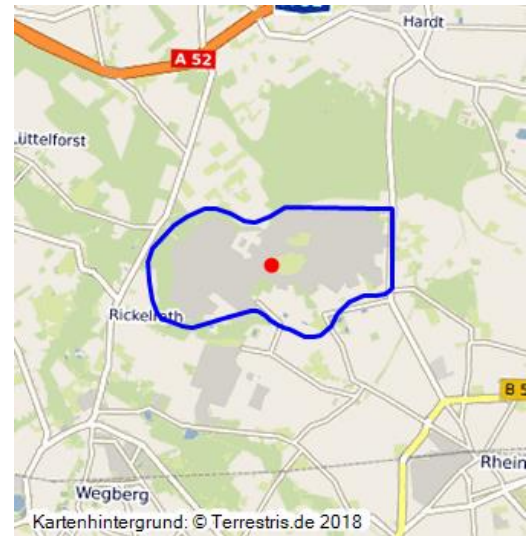 Hardt
A 52
Lüttelforst
Rickelrath
B 5
Rhein
Wegberg
Kartenhintergrund: © Terrestris.de 2018